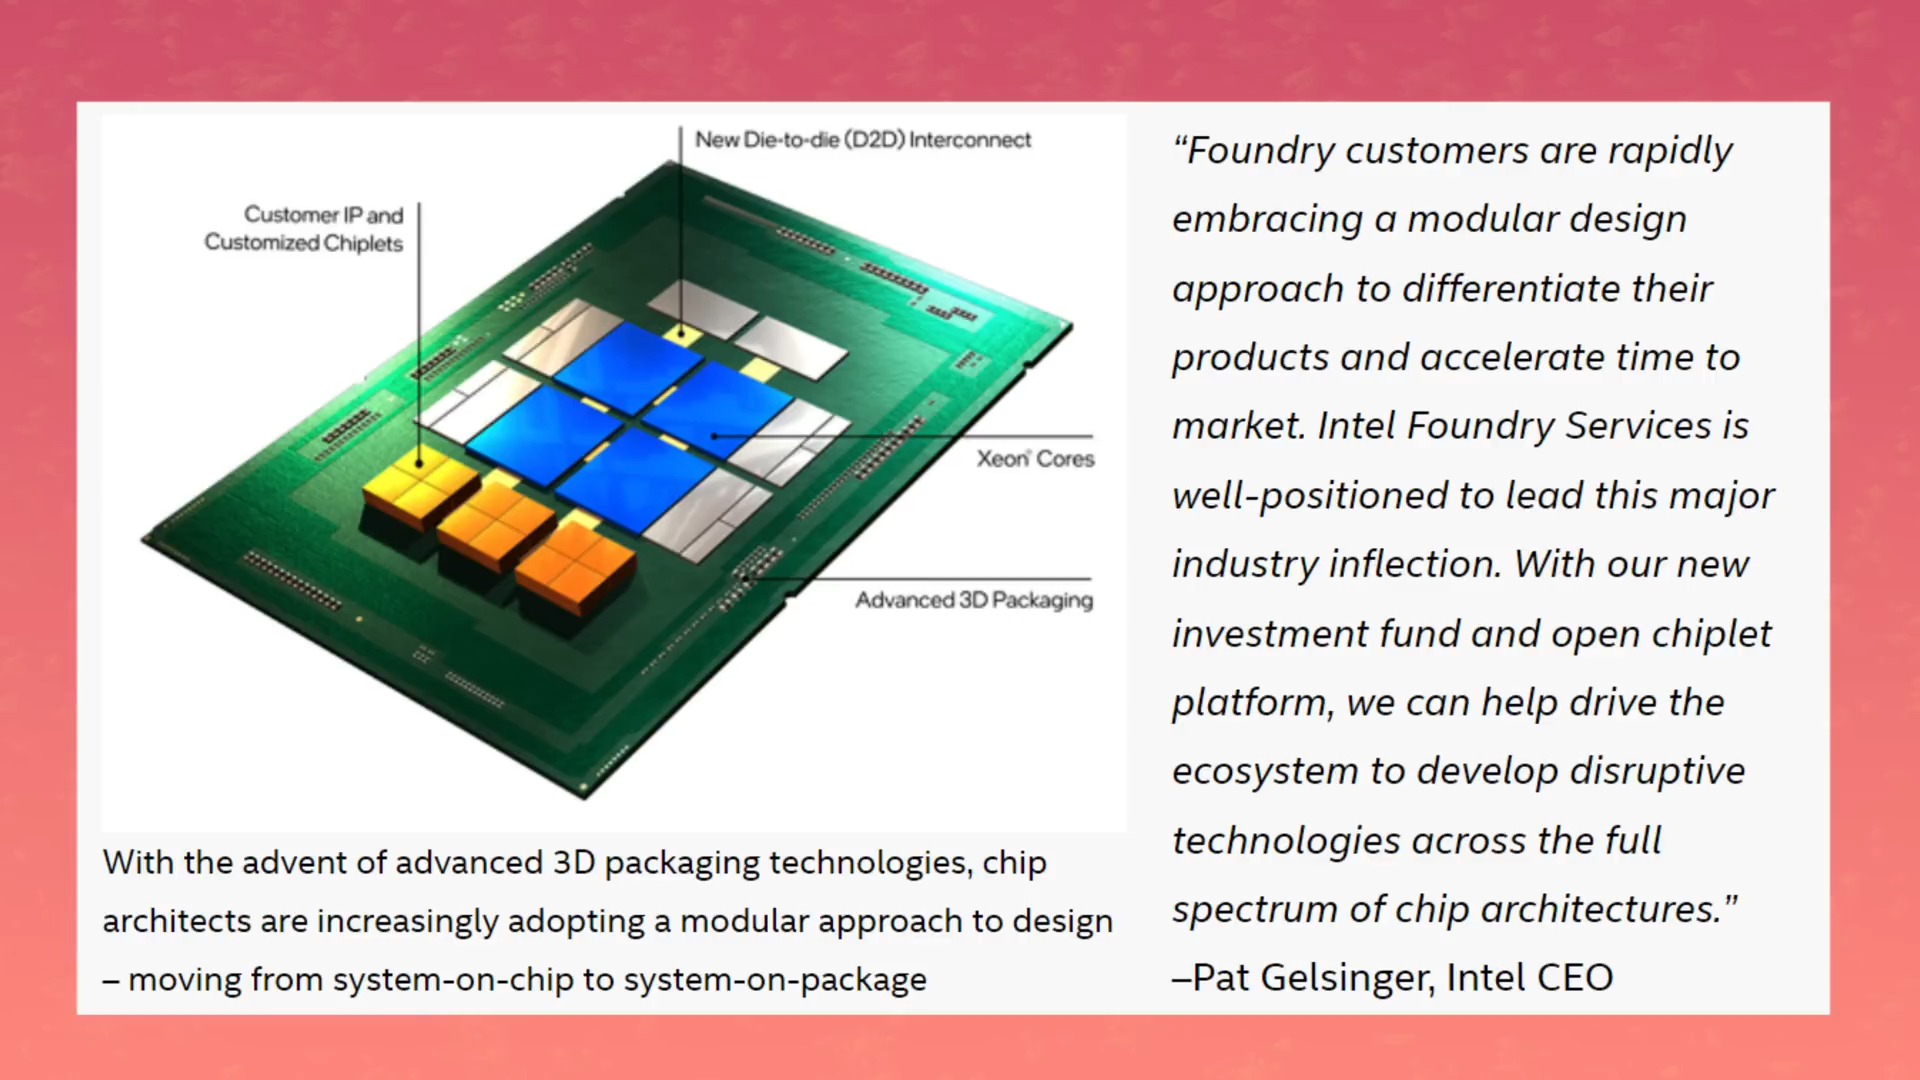 New Die-to-die (D2D) Interconnect
Customer IP and
Customized Chiplets
Xeon® Cores
Advanced 3D Packaging
With the advent of advanced 3D packaging technologies, chip
architects are increasingly adopting a modular approach to design
– moving from system-on-chip to system-on-package
“Foundry customers are rapidly
embracing a modular design
approach to differentiate their
products and accelerate time to
market. Intel Foundry Services is
well-positioned to lead this major
industry inflection. With our new
investment fund and open chiplet
platform, we can help drive the
ecosystem to develop disruptive
technologies across the full
spectrum of chip architectures.”
–Pat Gelsinger, Intel CEO